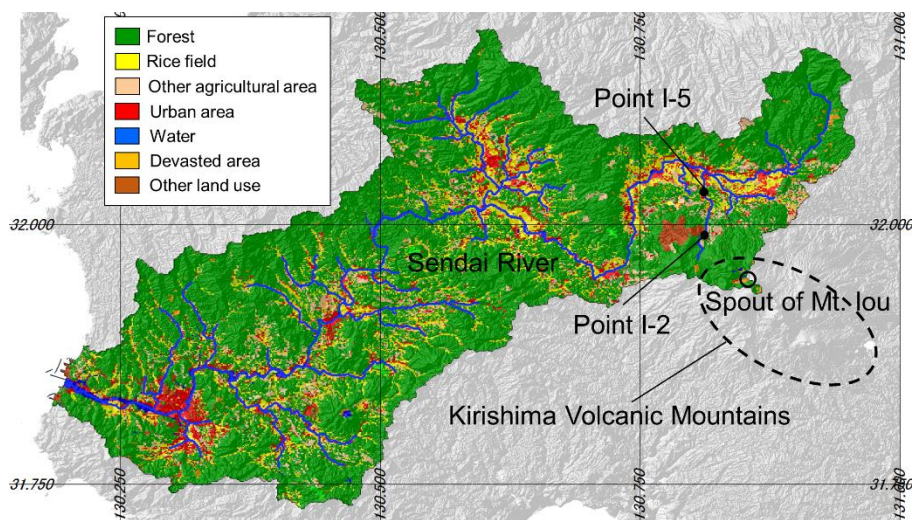 130.500
130.750
131.000
Forest
Rice field
Other agricultural area
Urban area
Water
Devasted area
Other land use
Point I-5
32.000
32.000
Sendai River
Spout of Mt. Iou
Point I-2
Kirishima Volcanic Mountains
31.750
130.250
130.500
130.750